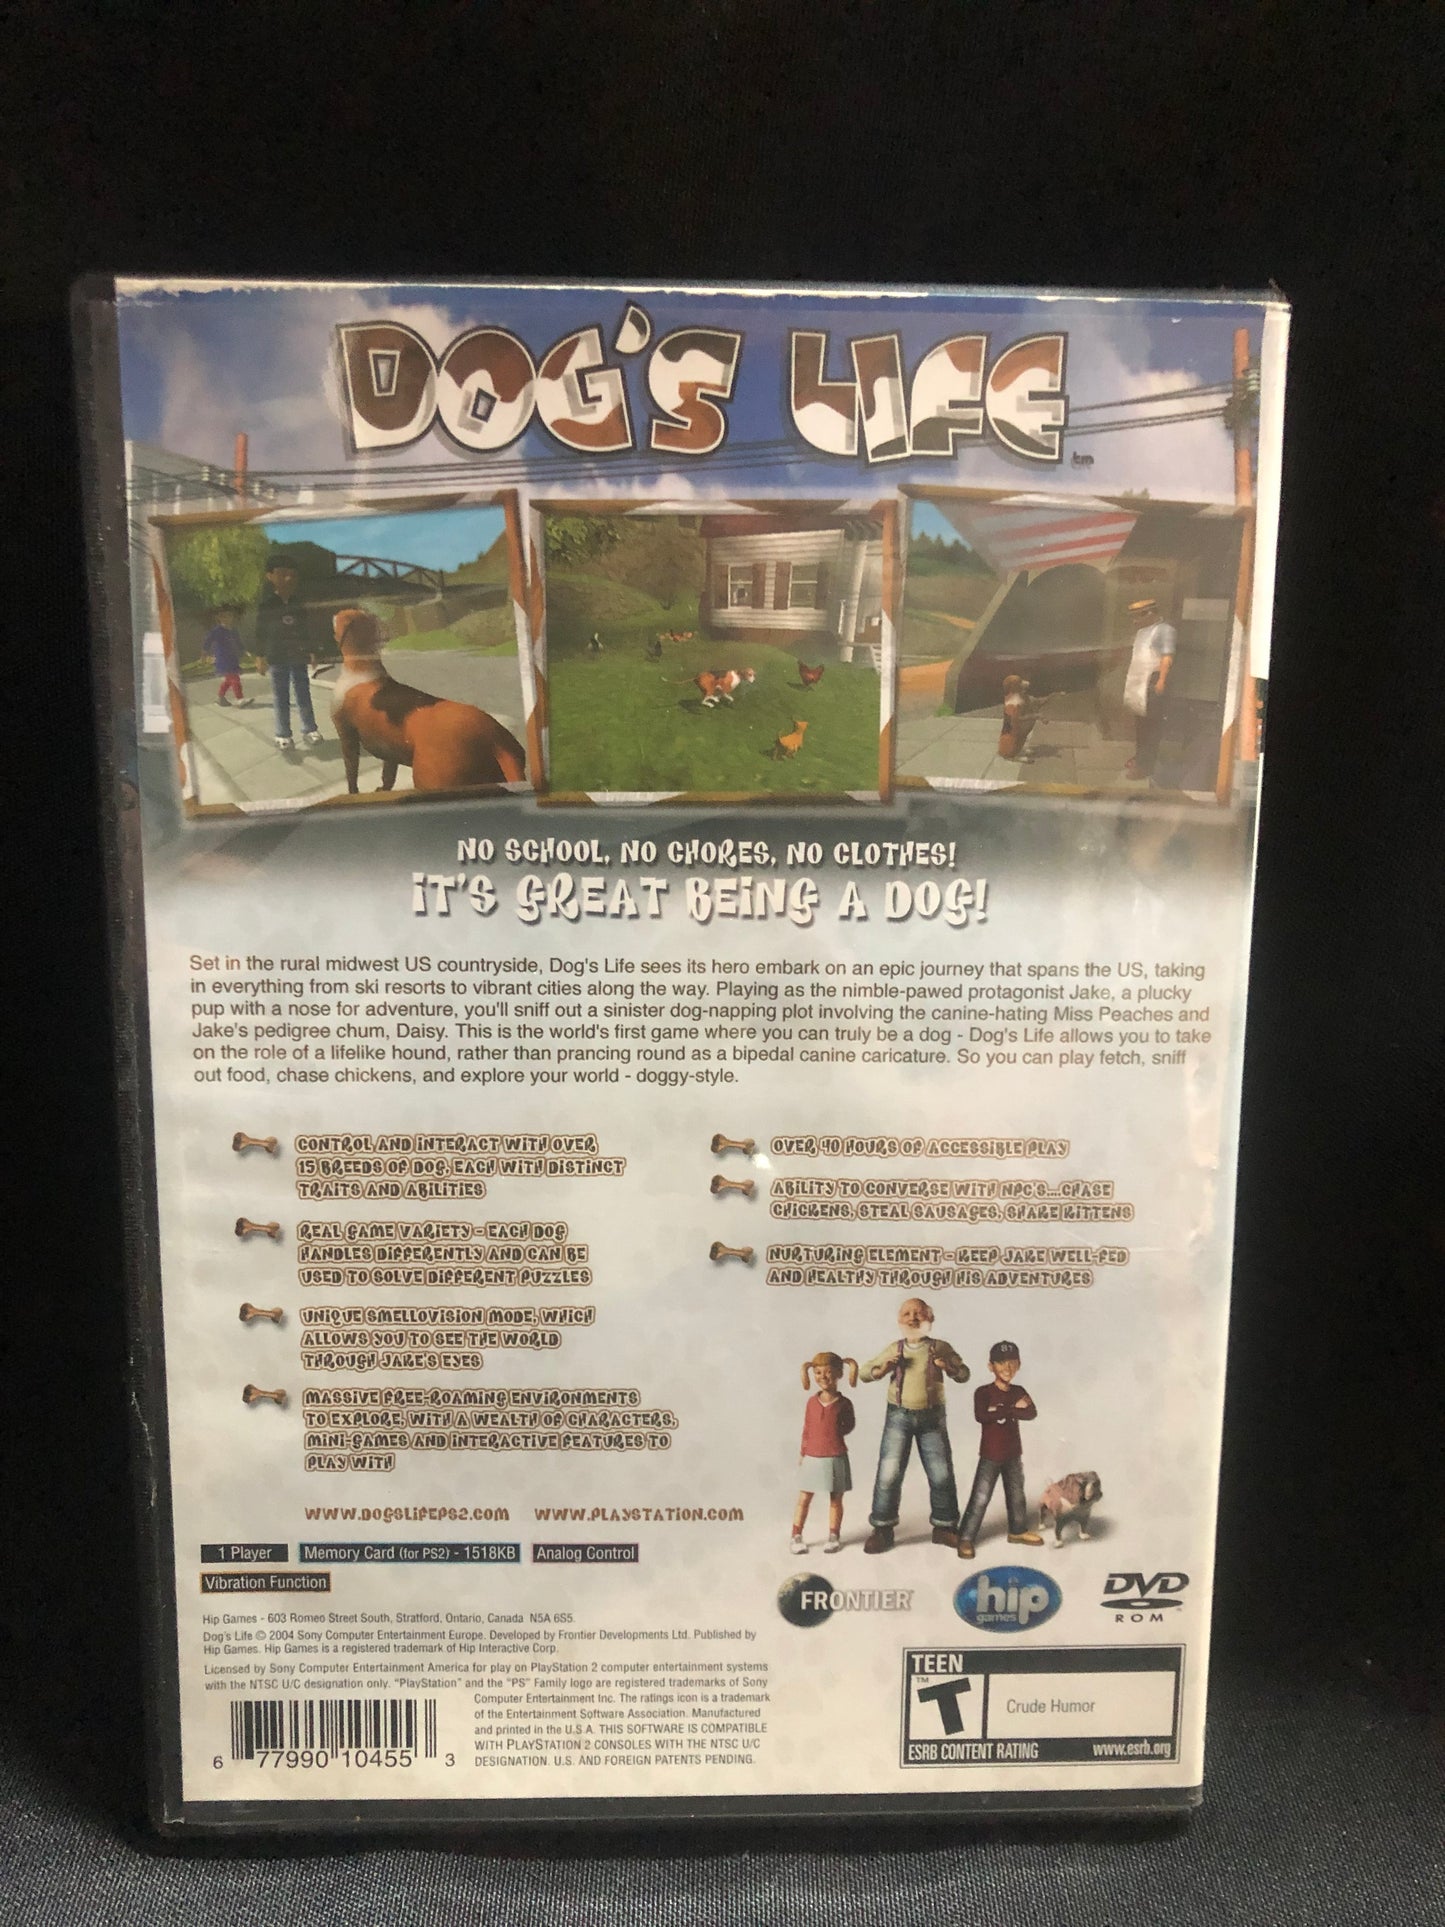 DOG'S LIFE
tm
NO SCHOOL, NO CHORES, NO CLOTHES!
iT'S GREAT BEiNG A DOG!
Set in the rural midwest US countryside, Dog's Life sees its hero embark on an epic journey that spans the US, taking
in everything from ski resorts to vibrant cities along the way. Playing as the nimble-pawed protagonist Jake, a plucky
pup with a nose for adventure, you'll sniff out a sinister dog-napping plot involving the canine-hating Miss Peaches and
Jake's pedigree chum, Daisy. This is the world's first game where you can truly be a dog - Dog's Life allows you to take
on the role of a lifelike hound, rather than prancing round as a bipedal canine caricature. So you can play fetch, sniff
out food, chase chickens, and explore your world - doggy-style.
CONTROL AND iNTERACT WITH OVER
15 BREEDS OF DOG, EACH WITH DISTINCT
TRAITS AND ABILITIES
REAL GAME VARIETY - EACH DOG
HANDLES DIFFERENTLY AND CAN BE
USED TO SOLVE DIFFERENT PUZZLES
UNIQUE SMELLOVISION MODE, WHICH
ALLOWS YOU TO SEE THE WORLD
THROUGH JAKE'S EYES
MASSIVE FREE-ROAMING ENVIRONMENTS
TO EXPLORE, WITH A WEALTH OF CHARACTERS,
MINI-GAMES AND INTERACTIVE FEATURES TO
PLAY WITH
OVER 40 HOURS OF ACCESSIBLE PLAY
ABILITY TO CONVERSE WITH NPC'S....CHASE
CHICKENS, STEAL SAUSAGES, SHAKE KITTENS
NURTURING ELEMENT - KEEP JAKE WELL-FED
AND HEALTHY THROUGH HIS ADVENTURES
WWW.DOGSLIFEPS2.COM WWW.PLAYSTATION.COM
1 Player Memory Card (for PS2) - 1518KB Analog Control
Vibration Function
FRONTIER
hip
games
DVD
ROM
Hip Games - 603 Romeo Street South, Stratford, Ontario, Canada N5A 6S5.
Dog's Life © 2004 Sony Computer Entertainment Europe. Developed by Frontier Developments Ltd. Published by
Hip Games. Hip Games is a registered trademark of Hip Interactive Corp.
Licensed by Sony Computer Entertainment America for play on PlayStation 2 computer entertainment systems
with the NTSC U/C designation only. "PlayStation" and the "PS" Family logo are registered trademarks of Sony
Computer Entertainment Inc. The ratings icon is a trademark
of the Entertainment Software Association. Manufactured
and printed in the U.S.A. THIS SOFTWARE IS COMPATIBLE
WITH PLAYSTATION 2 CONSOLES WITH THE NTSC U/C
DESIGNATION. U.S. AND FOREIGN PATENTS PENDING.
6 77990 10455 3
TEEN
TM
T
Crude Humor
ESRB CONTENT RATING www.esrb.org